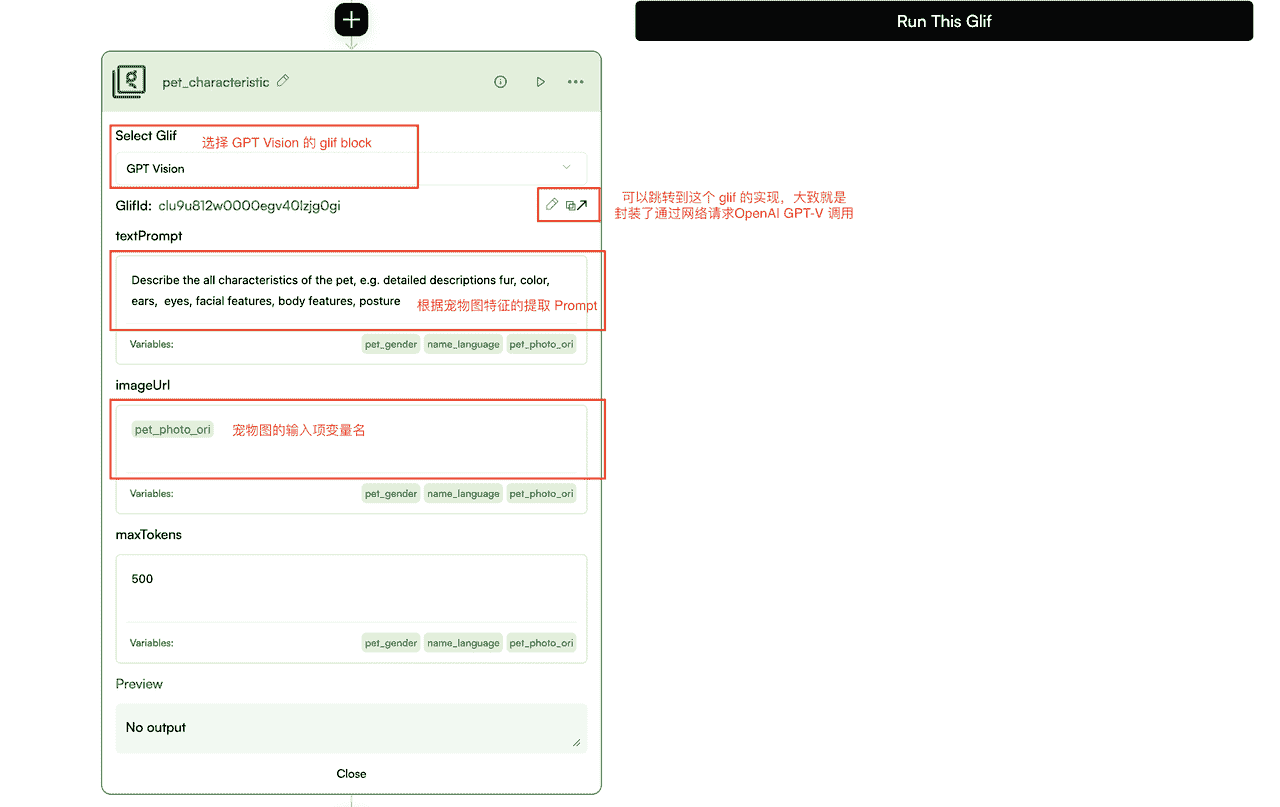 Run This Glif
pet_characteristic
Select Glif
选择 GPT Vision 的 glif block
GPT Vision
GlifId: clu9u812w0000egv40lzjg0gi
可以跳转到这个 glif 的实现，大致就是
封装了通过网络请求OpenAI GPT-V 调用
textPrompt
Describe the all characteristics of the pet, e.g. detailed descriptions fur, color,
ears, eyes, facial features, body features, posture
根据宠物图特征的提取 Prompt
Variables: pet_gender name_language pet_photo_ori
imageUrl
pet_photo_ori 宠物图的输入项变量名
Variables: pet_gender name_language pet_photo_ori
maxTokens
500
Variables: pet_gender name_language pet_photo_ori
Preview
No output
Close